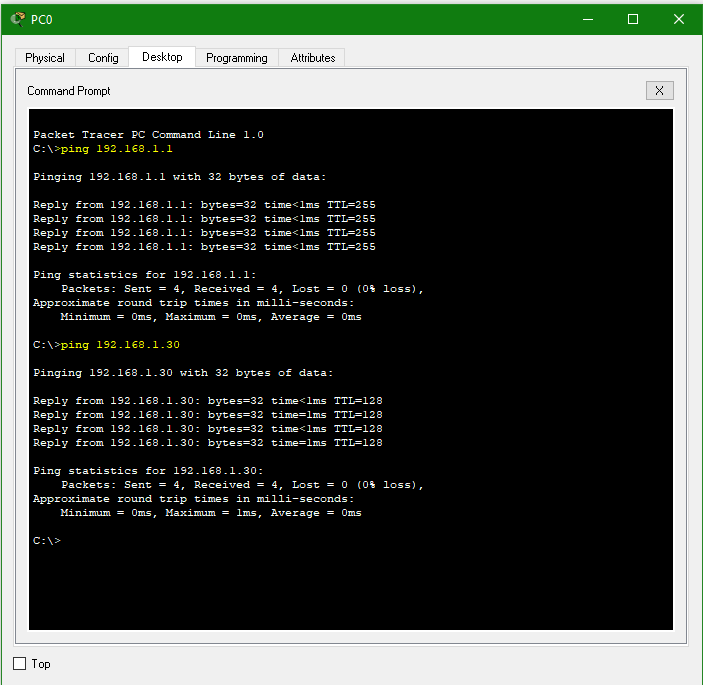 PC0
Physical Config Desktop Programming Attributes
Command Prompt
X
Packet Tracer PC Command Line 1.0
C:\>ping 192.168.1.1
Pinging 192.168.1.1 with 32 bytes of data:
Reply from 192.168.1.1: bytes=32 time<1ms TTL=255
Reply from 192.168.1.1: bytes=32 time<1ms TTL=255
Reply from 192.168.1.1: bytes=32 time<1ms TTL=255
Reply from 192.168.1.1: bytes=32 time<1ms TTL=255
Ping statistics for 192.168.1.1:
    Packets: Sent = 4, Received = 4, Lost = 0 (0% loss),
Approximate round trip times in milli-seconds:
    Minimum = 0ms, Maximum = 0ms, Average = 0ms
C:\>ping 192.168.1.30
Pinging 192.168.1.30 with 32 bytes of data:
Reply from 192.168.1.30: bytes=32 time<1ms TTL=128
Reply from 192.168.1.30: bytes=32 time=1ms TTL=128
Reply from 192.168.1.30: bytes=32 time<1ms TTL=128
Reply from 192.168.1.30: bytes=32 time=1ms TTL=128
Ping statistics for 192.168.1.30:
    Packets: Sent = 4, Received = 4, Lost = 0 (0% loss),
Approximate round trip times in milli-seconds:
    Minimum = 0ms, Maximum = 1ms, Average = 0ms
C:\>
Top